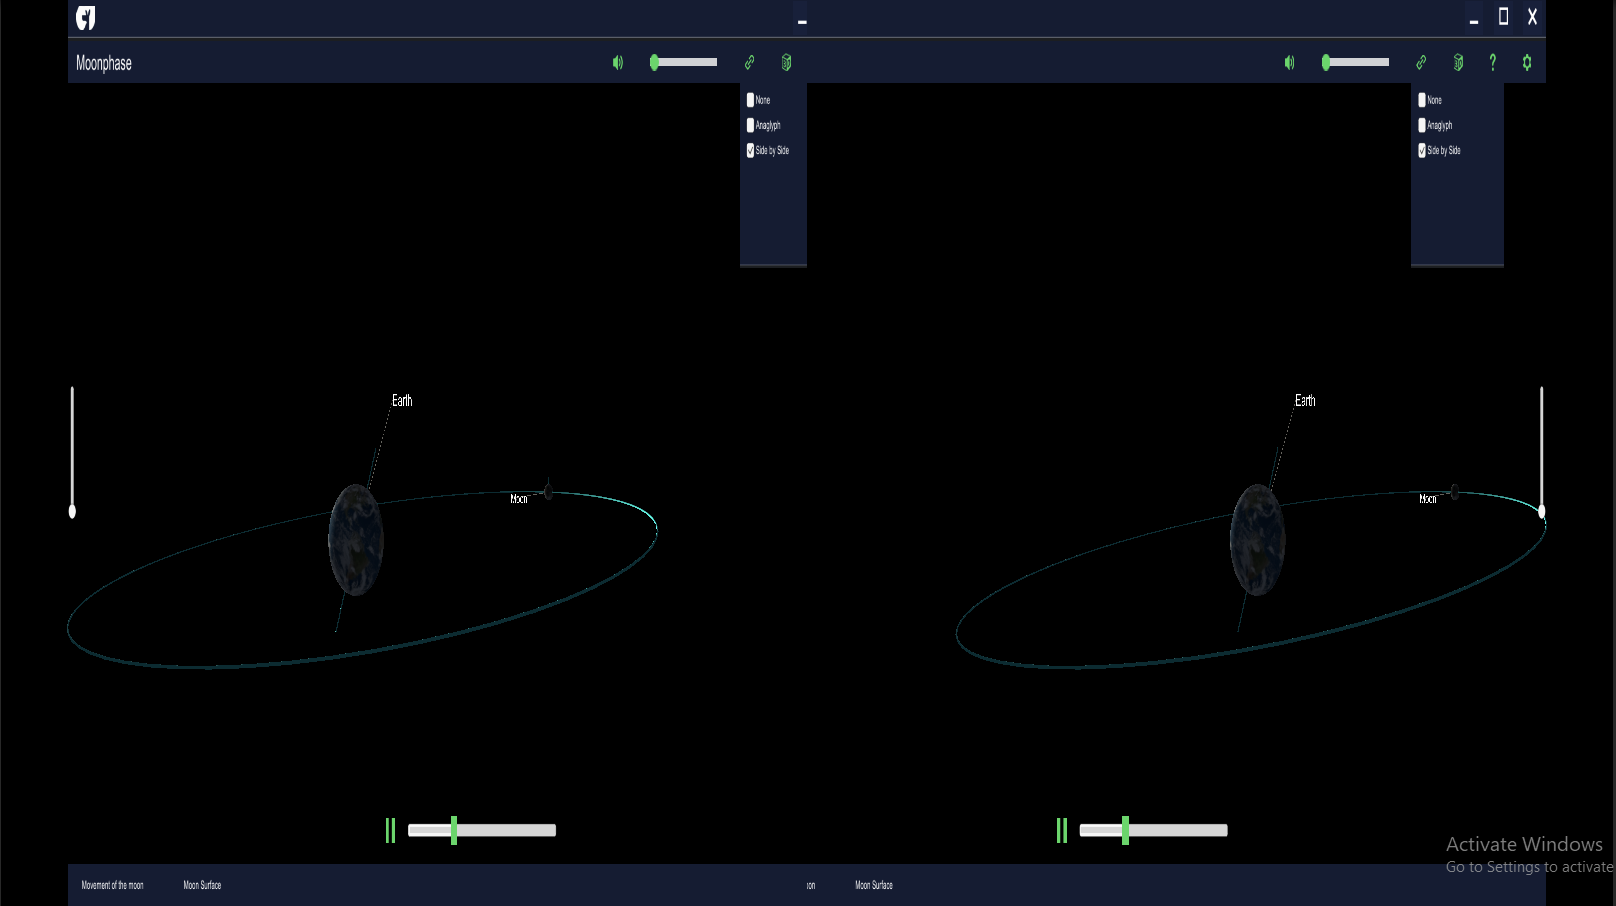 Moonphase
None
Anaglyph
Side by Side
None
Anaglyph
Side by Side
Earth
Moon
Earth
Moon
Activate Windows
Go to Settings to activate
Movement of the moon
Moon Surface
oon
Moon Surface